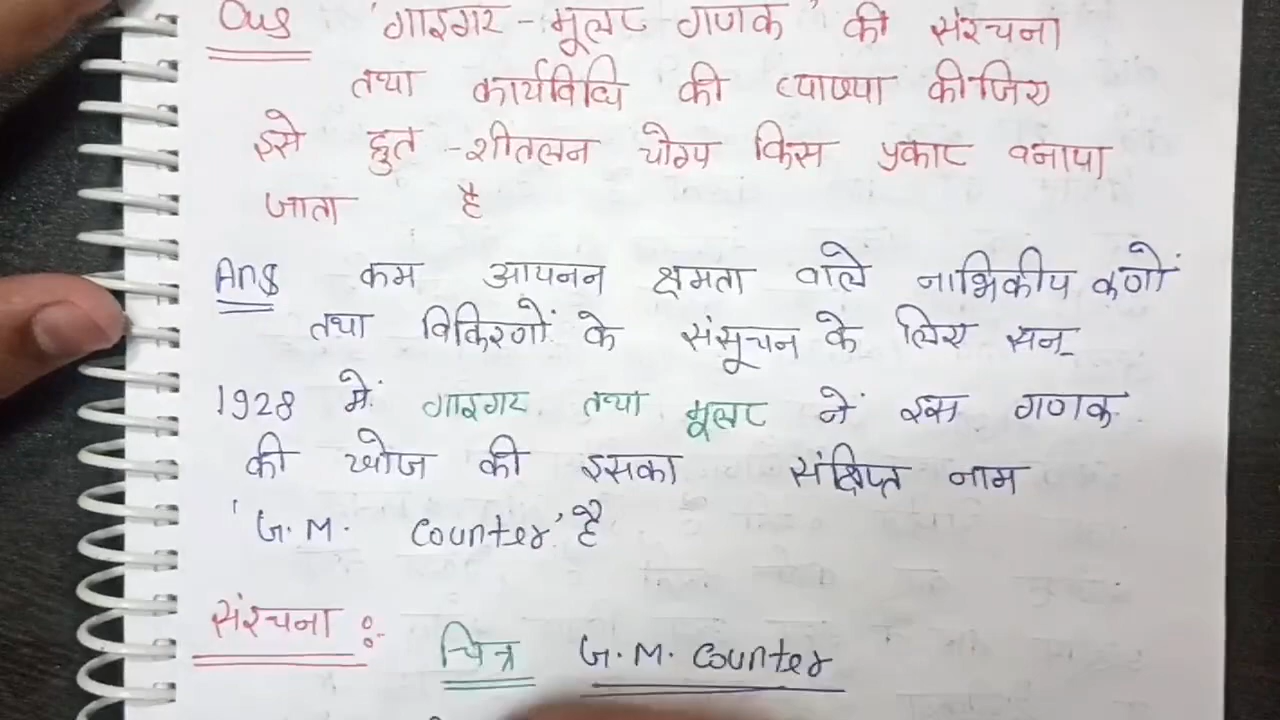 Ques 'गाइगर - मूलर गणक' की संरचना
तथा कार्यविधि की व्याख्या कीजिए
इसे द्रुत - शीतलन योग्य किस प्रकार बनाया
जाता है
Ans कम आयनन क्षमता वाले नाभिकीय कणों
तथा विकिरणों के संसूचन के लिए सन्
1928 में गाइगर तथा मूलर ने इस गणक
की खोज की इसका संक्षिप्त नाम
'G.M. Counter' है
संरचना :- चित्र G.M. Counter